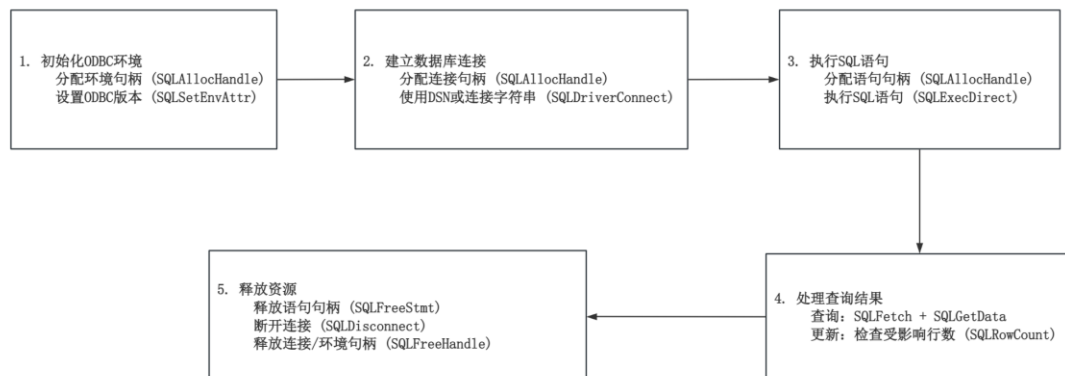 1. 初始化ODBC环境
分配环境句柄 (SQLAllocHandle)
设置ODBC版本 (SQLSetEnvAttr)
2. 建立数据库连接
分配连接句柄 (SQLAllocHandle)
使用DSN或连接字符串 (SQLDriverConnect)
3. 执行SQL语句
分配语句句柄 (SQLAllocHandle)
执行SQL语句 (SQLExecDirect)
4. 处理查询结果
查询: SQLFetch + SQLGetData
更新: 检查受影响行数 (SQLRowCount)
5. 释放资源
释放语句句柄 (SQLFreeStmt)
断开连接 (SQLDisconnect)
释放连接/环境句柄 (SQLFreeHandle)